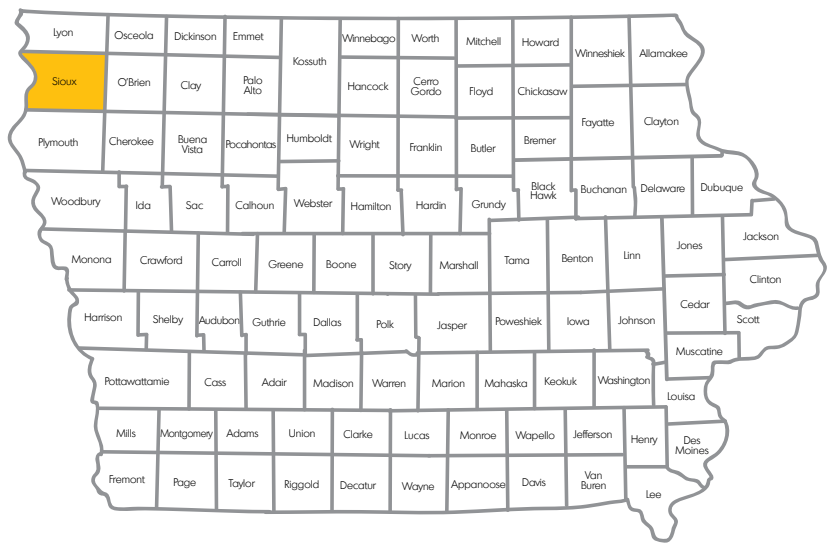 Lyon
Osceola
Dickinson
Emmet
Kossuth
Winnebago
Worth
Mitchell
Howard
Winneshiek
Allamakee
Sioux
O'Brien
Clay
Palo
Alto
Hancock
Cerro
Gordo
Floyd
Chickasaw
Fayatte
Clayton
Plymouth
Cherokee
Buena
Vista
Pocahontas
Humboldt
Wright
Franklin
Butler
Bremer
Woodbury
Ida
Sac
Calhoun
Webster
Hamilton
Hardin
Grundy
Black
Hawk
Buchanan
Delaware
Dubuque
Monona
Crawford
Carroll
Greene
Boone
Story
Marshall
Tama
Benton
Linn
Jones
Jackson
Clinton
Harrison
Shelby
Audubon
Guthrie
Dallas
Polk
Jasper
Poweshiek
Iowa
Johnson
Cedar
Scott
Muscatine
Pottawattamie
Cass
Adair
Madison
Warren
Marion
Mahaska
Keokuk
Washington
Louisa
Mills
Montgomery
Adams
Union
Clarke
Lucas
Monroe
Wapello
Jefferson
Henry
Des
Moines
Fremont
Page
Taylor
Riggold
Decatur
Wayne
Appanoose
Davis
Van
Buren
Lee